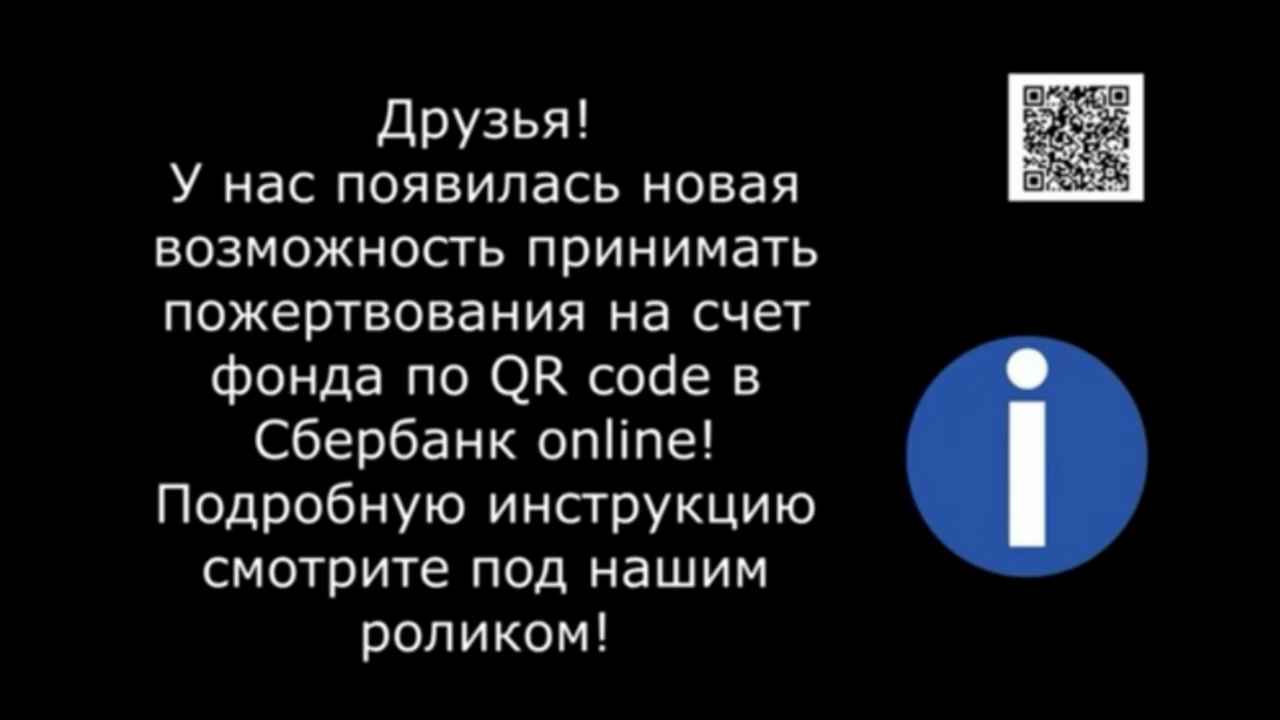 Друзья!
У нас появилась новая
возможность принимать
пожертвования на счет
фонда по QR code в
Сбербанк online!
Подробную инструкцию
смотрите под нашим
роликом!
i